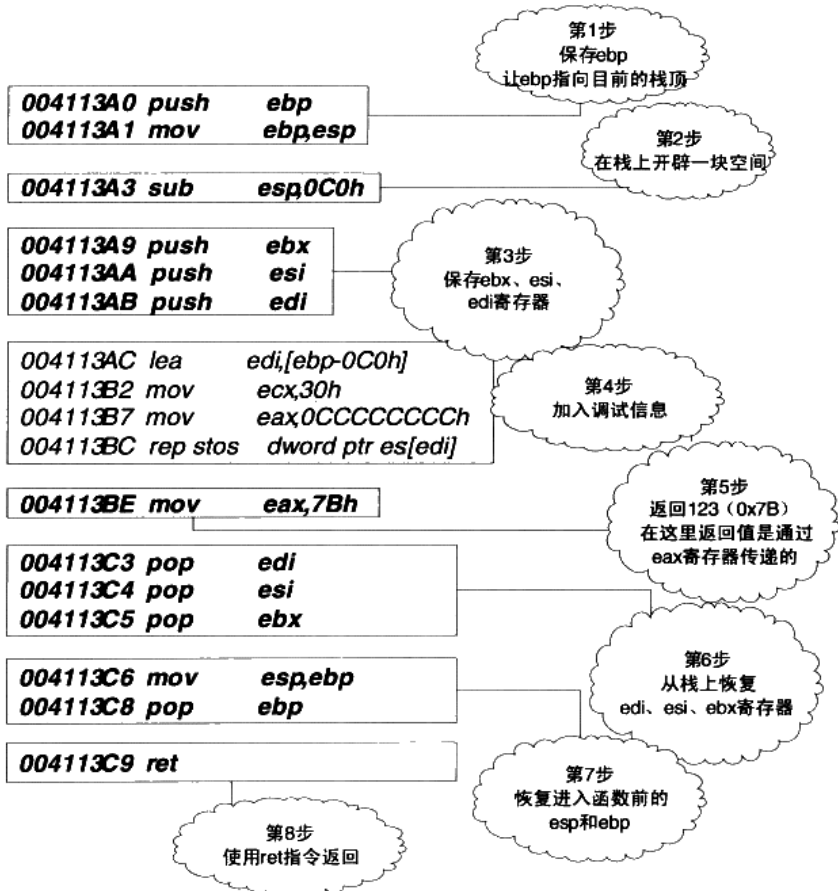 第1步
保存ebp
让ebp指向目前的栈顶
004113A0 push ebp
004113A1 mov ebp,esp
第2步
在栈上开辟一块空间
004113A3 sub esp,0C0h
004113A9 push ebx
004113AA push esi
004113AB push edi
第3步
保存ebx、esi、
edi寄存器
004113AC lea edi,[ebp-0C0h]
004113B2 mov ecx,30h
004113B7 mov eax,0CCCCCCCCh
004113BC rep stos dword ptr es[edi]
第4步
加入调试信息
004113BE mov eax,7Bh
第5步
返回123（0x7B）
在这里返回值是通过
eax寄存器传递的
004113C3 pop edi
004113C4 pop esi
004113C5 pop ebx
第6步
从栈上恢复
edi、esi、ebx寄存器
004113C6 mov esp,ebp
004113C8 pop ebp
第7步
恢复进入函数前的
esp和ebp
004113C9 ret
第8步
使用ret指令返回